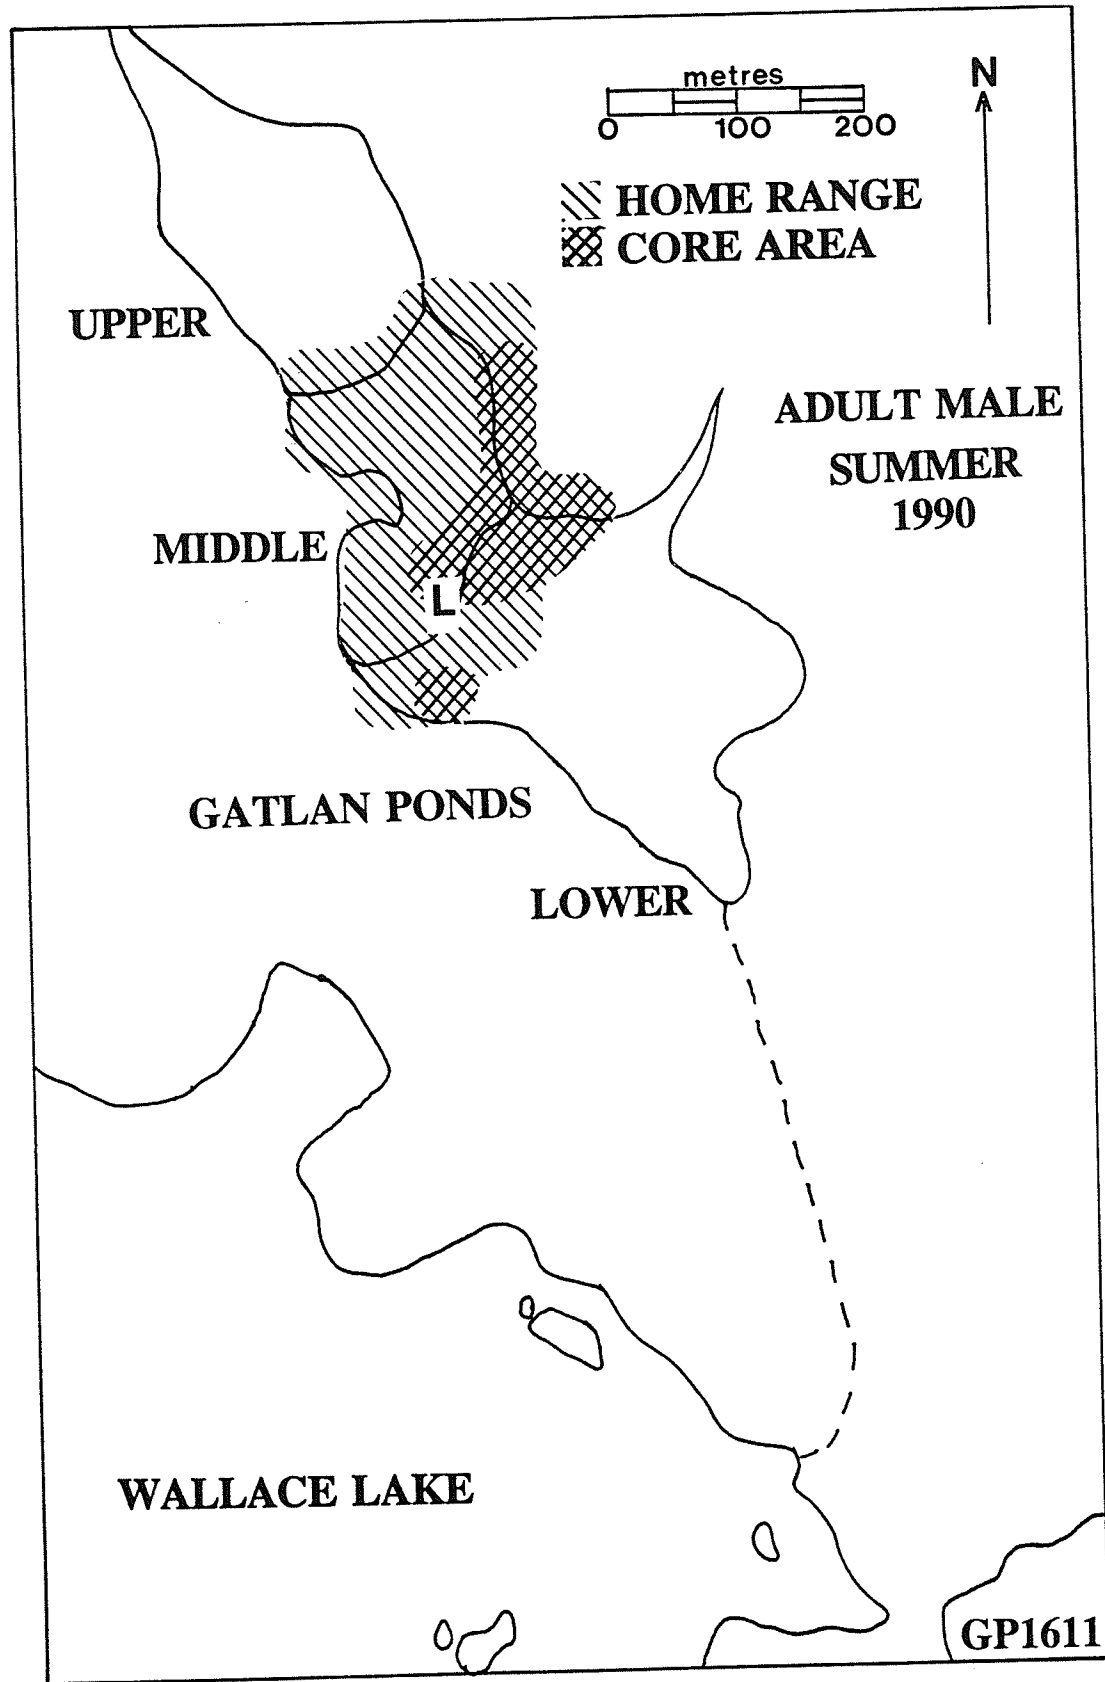 metres
0 100 200
N
HOME RANGE
CORE AREA
UPPER
ADULT MALE
SUMMER
1990
MIDDLE
L
GATLAN PONDS
LOWER
WALLACE LAKE
GP1611